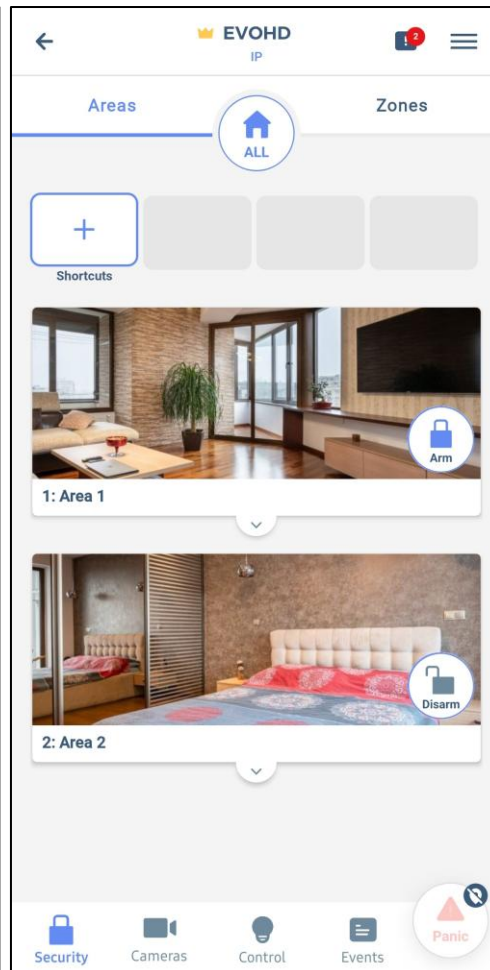 EVOHD
IP
2
Areas
Zones
ALL
Shortcuts
Arm
1: Area 1
Disarm
2: Area 2
Panic
Security
Cameras
Control
Events